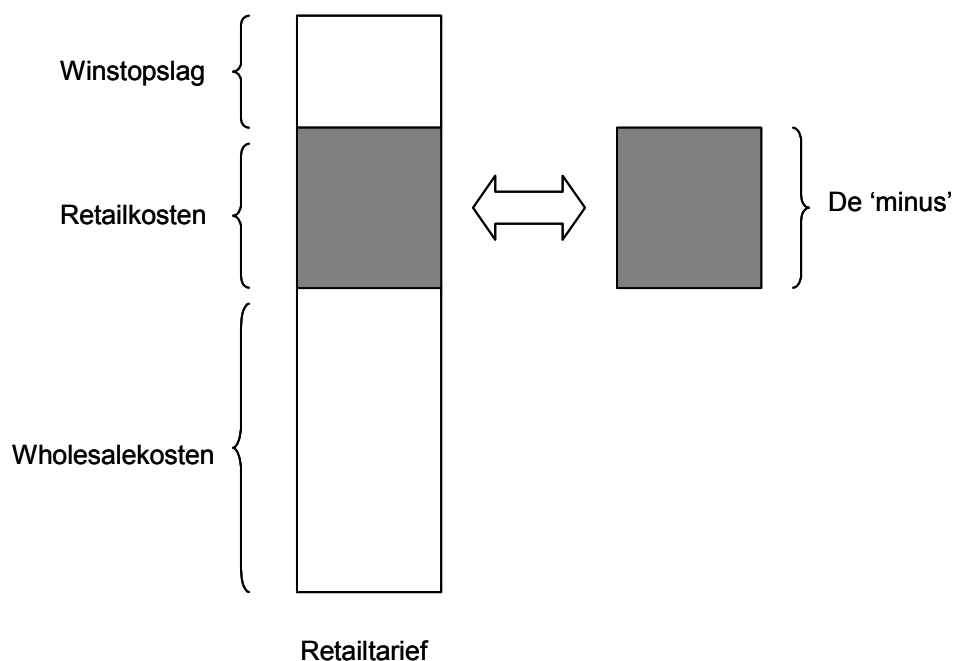 Winstopslag
Retailkosten
De ‘minus’
Wholesalekosten
Retailtarief